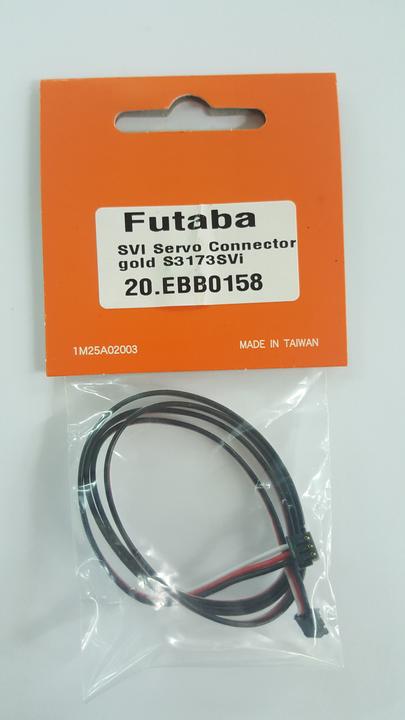 Futaba
SVI Servo Connector
gold S3173SVi
20.EBB0158
1M25A02003
MADE IN TAIWAN